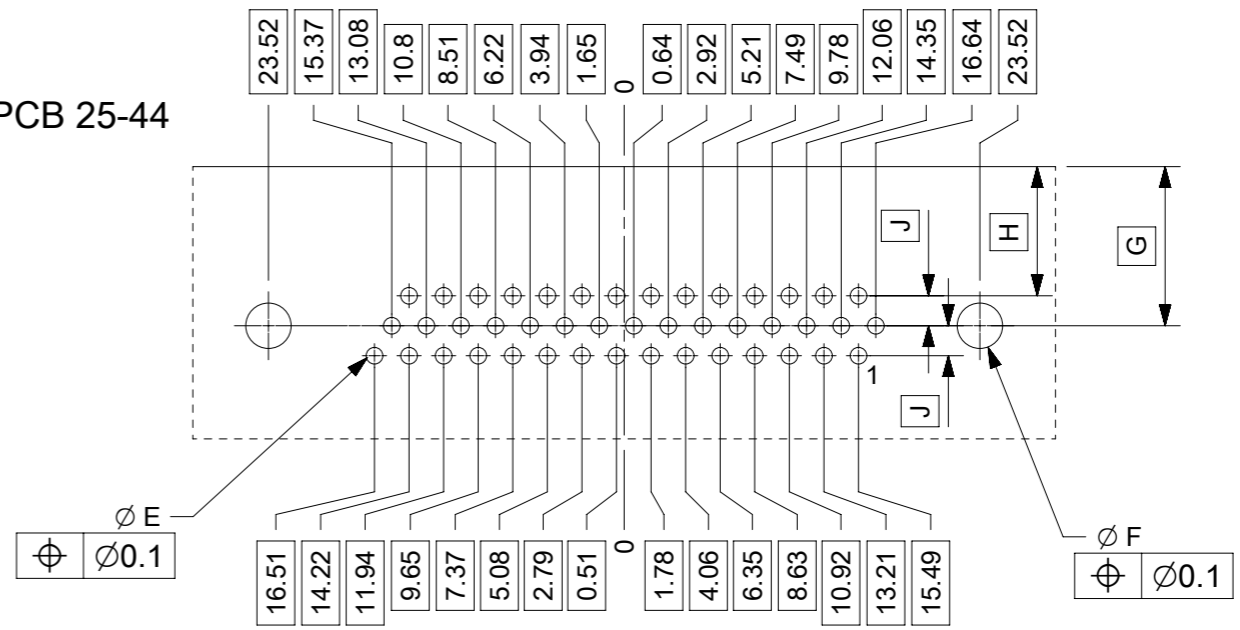 23.52 15.37 13.08 10.8 8.51 6.22 3.94 1.65 0 0.64 2.92 5.21 7.49 9.78 12.06 14.35 16.64 23.52
PCB 25-44
J H G
1
J
Ø E
⌖ Ø0.1
16.51 14.22 11.94 9.65 7.37 5.08 2.79 0.51 0 1.78 4.06 6.35 8.63 10.92 13.21 15.49
Ø F
⌖ Ø0.1